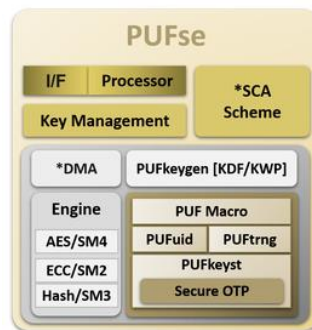 PUFse
I/F Processor
*SCA
Scheme
Key Management
*DMA
PUFkeygen [KDF/KWP]
Engine
AES/SM4
ECC/SM2
Hash/SM3
PUF Macro
PUFuid PUFtrng
PUFkeyst
Secure OTP